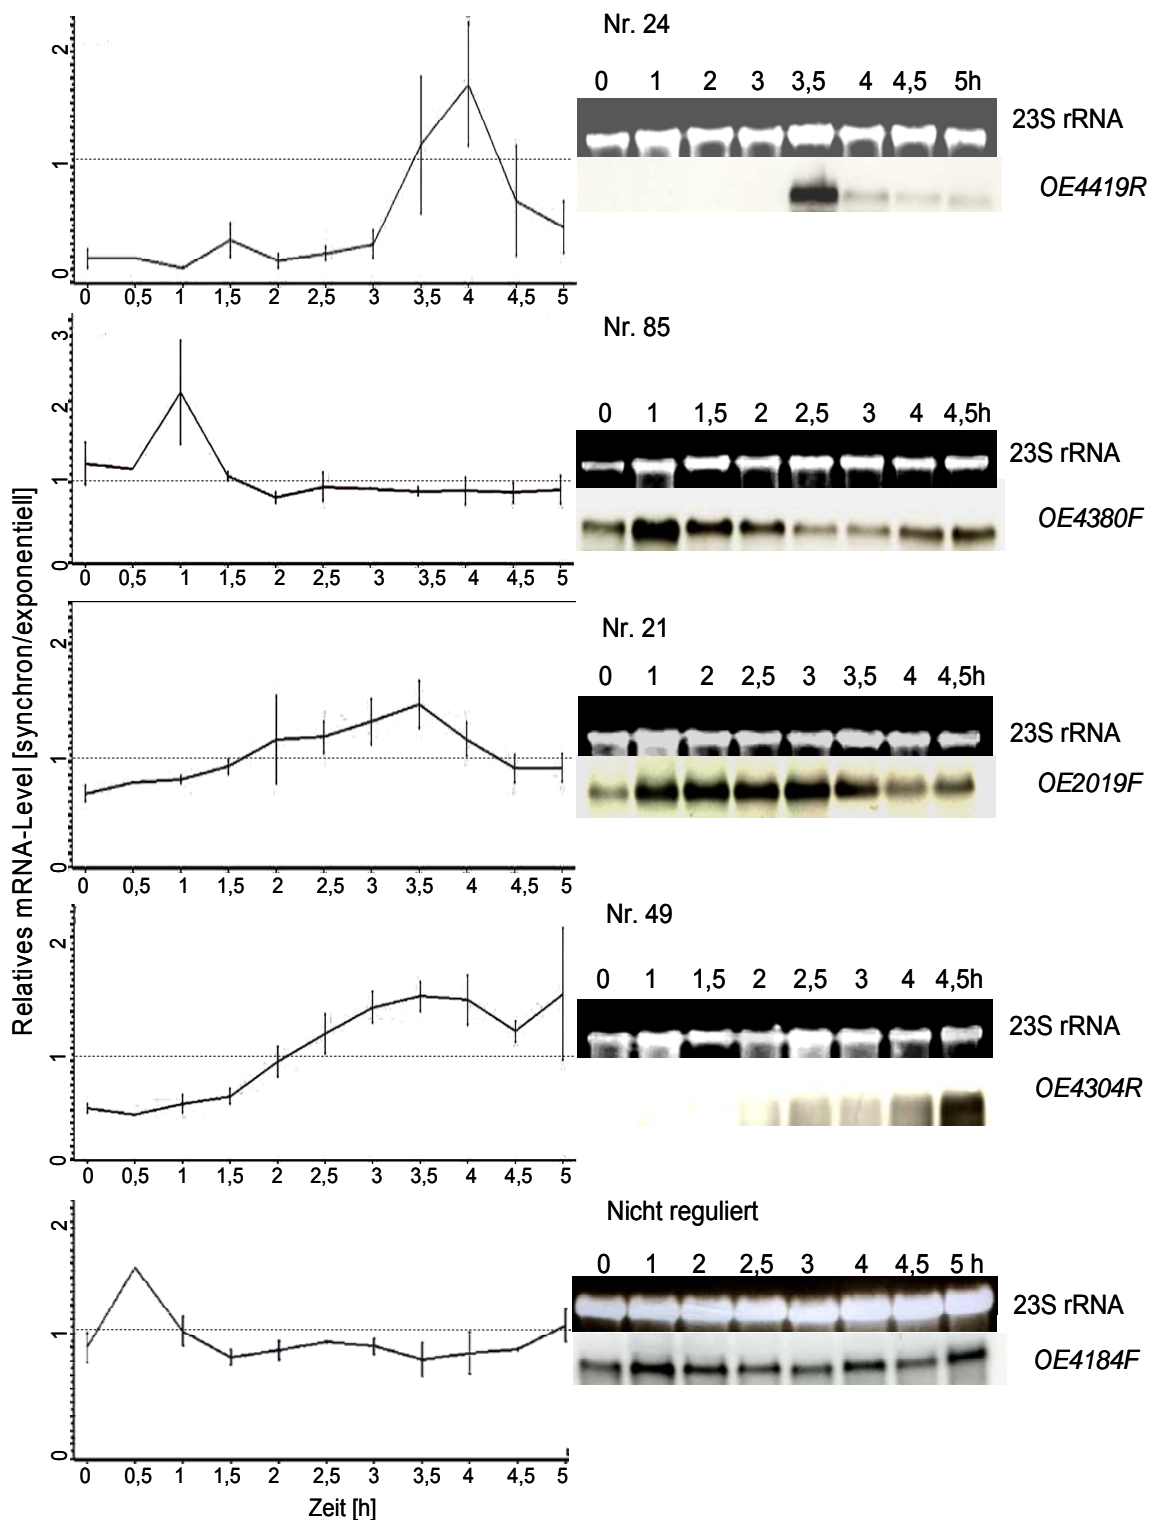 Relatives mRNA-Level [synchron/exponentiell]
Nr. 24
2
1
0
0 0,5 1 1,5 2 2,5 3 3,5 4 4,5 5
0 1 2 3 3,5 4 4,5 5h
23S rRNA
OE4419R
Nr. 85
3
2
1
0
0 0,5 1 1,5 2 2,5 3 3,5 4 4,5 5
0 1 1,5 2 2,5 3 4 4,5h
23S rRNA
OE4380F
Nr. 21
2
1
0
0 0,5 1 1,5 2 2,5 3 3,5 4 4,5 5
0 1 2 2,5 3 3,5 4 4,5h
23S rRNA
OE2019F
Nr. 49
2
1
0
0 0,5 1 1,5 2 2,5 3 3,5 4 4,5 5
0 1 1,5 2 2,5 3 4 4,5h
23S rRNA
OE4304R
Nicht reguliert
2
1
0
0 0,5 1 1,5 2 2,5 3 3,5 4 4,5 5
0 1 2 2,5 3 4 4,5 5 h
23S rRNA
OE4184F
Zeit [h]